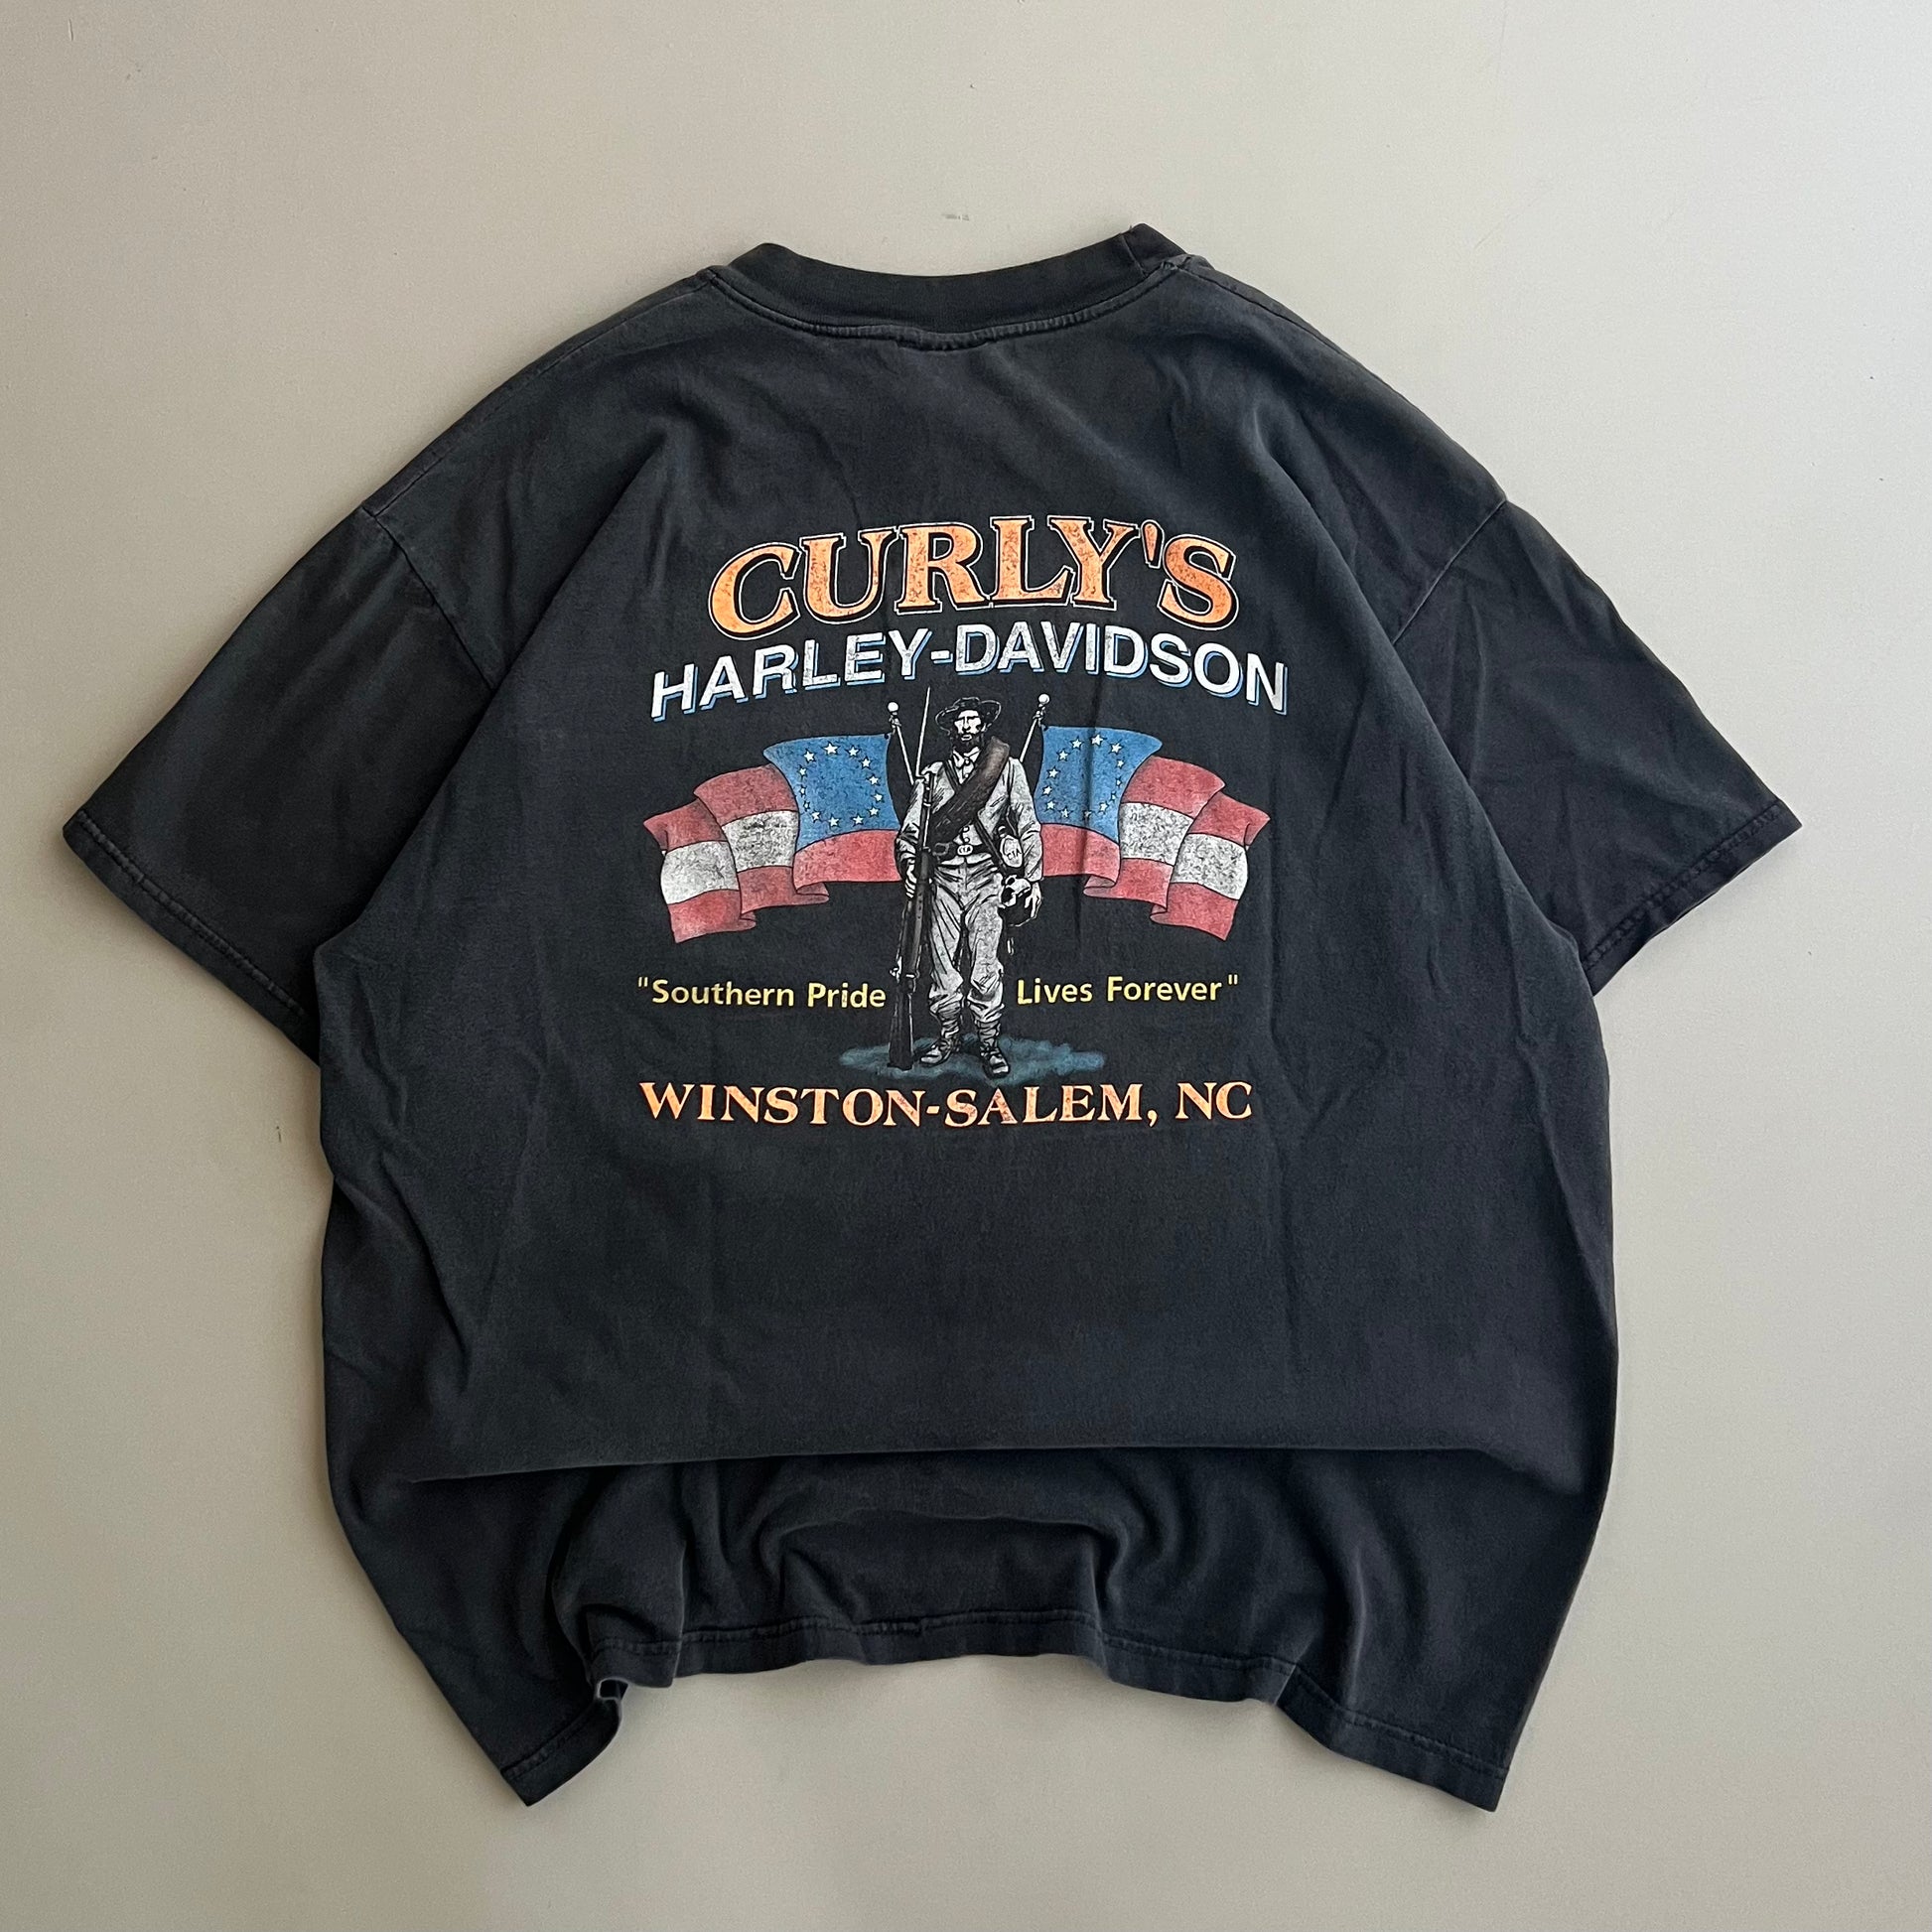 CURLY'S
HARLEY-DAVIDSON
"Southern Pride Lives Forever"
WINSTON-SALEM, NC